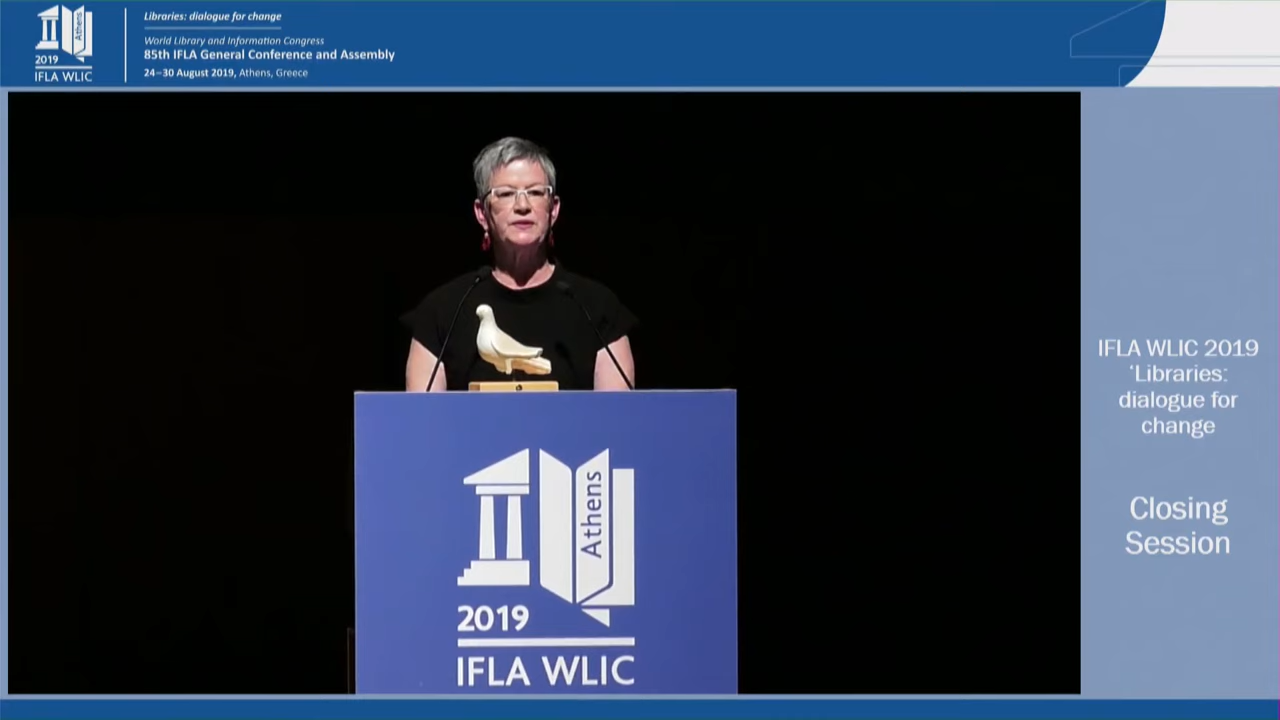 Athens
2019
IFLA WLIC
Libraries: dialogue for change
World Library and Information Congress
85th IFLA General Conference and Assembly
24–30 August 2019, Athens, Greece
Athens
2019
IFLA WLIC
IFLA WLIC 2019
‘Libraries:
dialogue for
change
Closing
Session